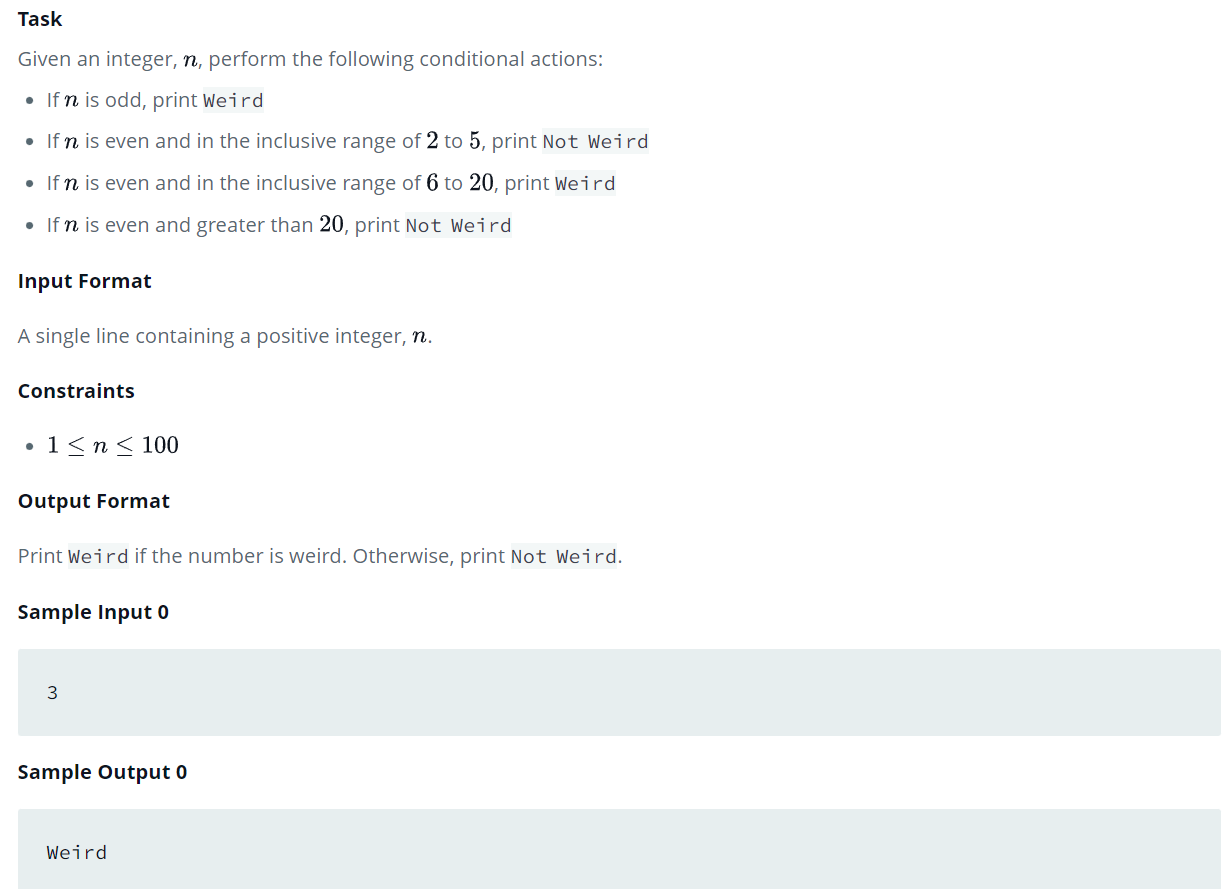 Task
Given an integer, n, perform the following conditional actions:
• If n is odd, print Weird
• If n is even and in the inclusive range of 2 to 5, print Not Weird
• If n is even and in the inclusive range of 6 to 20, print Weird
• If n is even and greater than 20, print Not Weird
Input Format
A single line containing a positive integer, n.
Constraints
• 1 ≤ n ≤ 100
Output Format
Print Weird if the number is weird. Otherwise, print Not Weird.
Sample Input 0
3
Sample Output 0
Weird